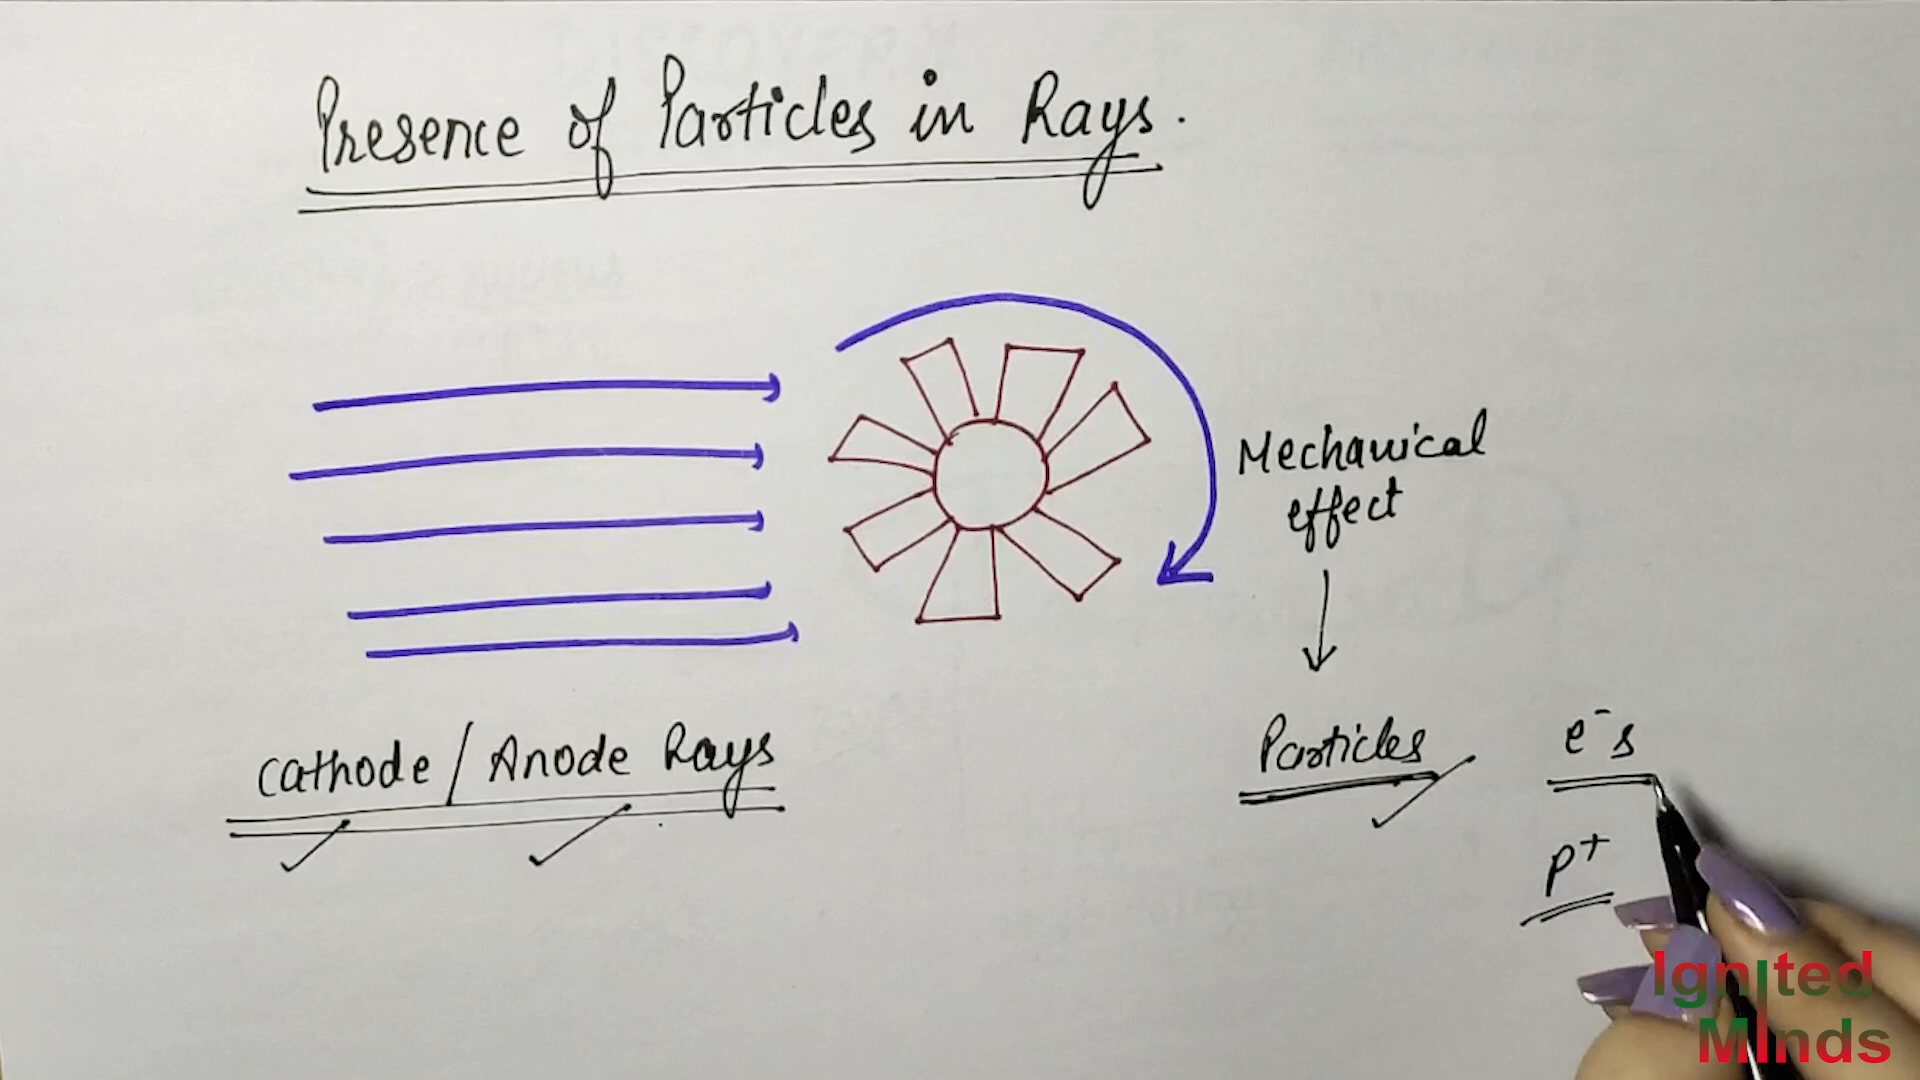 Presence of Particles in Rays.
Mechanical
effect
Cathode / Anode Rays
Particles
e⁻s
p⁺
Ignited
Minds